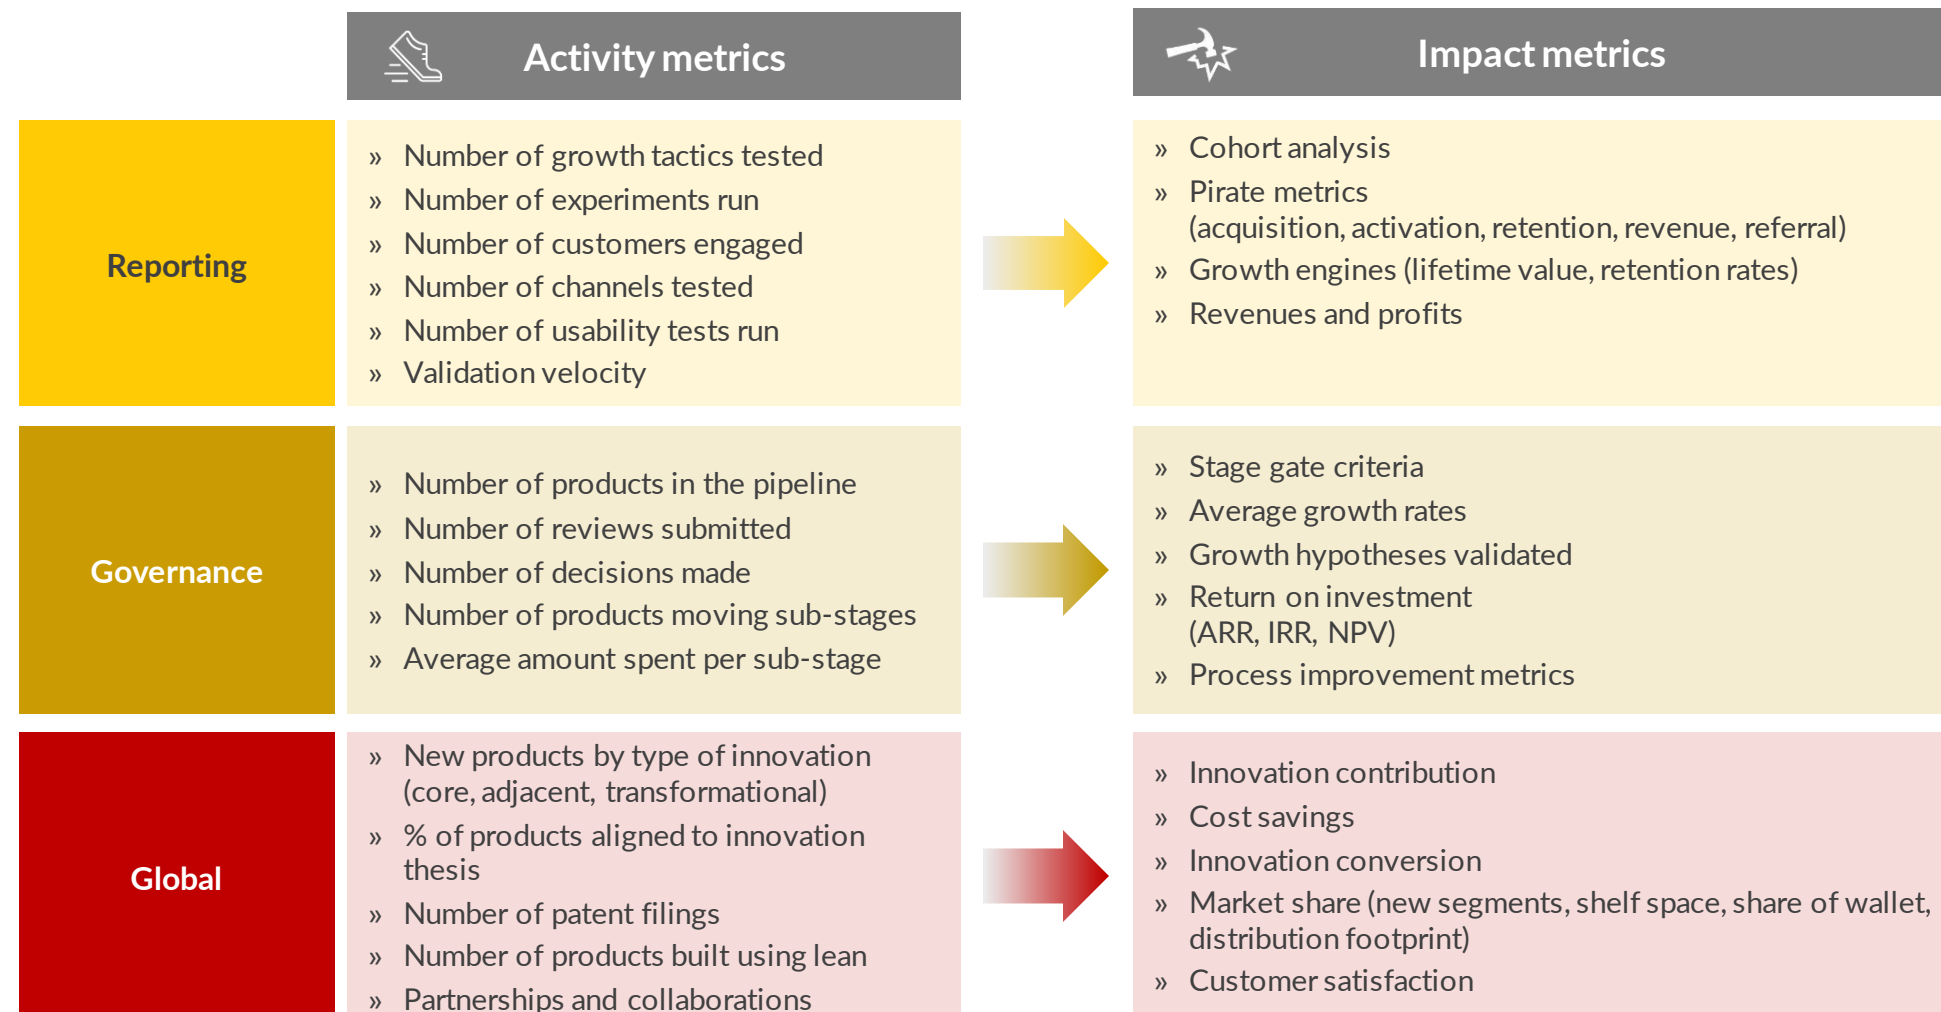 Activity metrics
Impact metrics
Reporting
» Number of growth tactics tested
» Number of experiments run
» Number of customers engaged
» Number of channels tested
» Number of usability tests run
» Validation velocity
» Cohort analysis
» Pirate metrics
(acquisition, activation, retention, revenue, referral)
» Growth engines (lifetime value, retention rates)
» Revenues and profits
Governance
» Number of products in the pipeline
» Number of reviews submitted
» Number of decisions made
» Number of products moving sub-stages
» Average amount spent per sub-stage
» Stage gate criteria
» Average growth rates
» Growth hypotheses validated
» Return on investment
(ARR, IRR, NPV)
» Process improvement metrics
Global
» New products by type of innovation
(core, adjacent, transformational)
» % of products aligned to innovation
thesis
» Number of patent filings
» Number of products built using lean
» Partnerships and collaborations
» Innovation contribution
» Cost savings
» Innovation conversion
» Market share (new segments, shelf space, share of wallet,
distribution footprint)
» Customer satisfaction